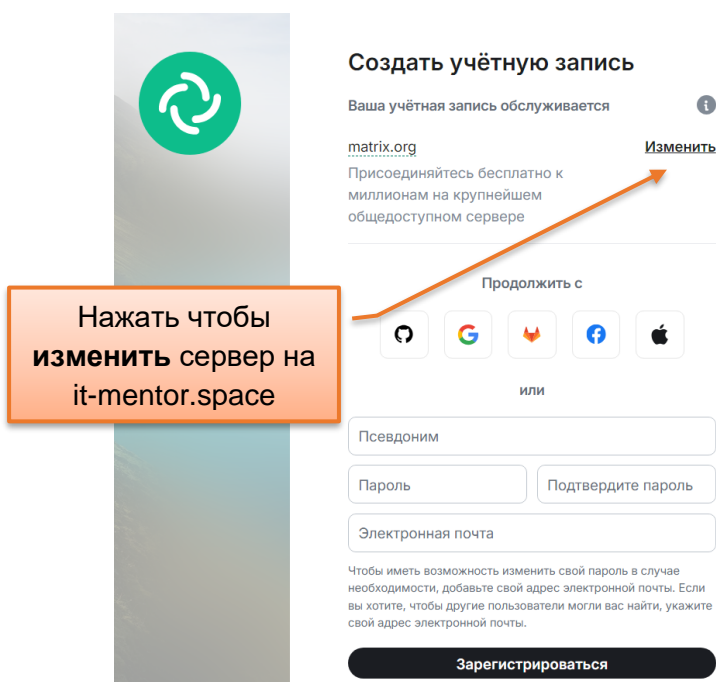 Создать учётную запись
Ваша учётная запись обслуживается
matrix.org
Изменить
Присоединяйтесь бесплатно к
миллионам на крупнейшем
общедоступном сервере
Нажать чтобы
изменить сервер на
it-mentor.space
Продолжить с
или
Псевдоним
Пароль
Подтвердите пароль
Электронная почта
Чтобы иметь возможность изменить свой пароль в случае
необходимости, добавьте свой адрес электронной почты. Если
вы хотите, чтобы другие пользователи могли вас найти, укажите
свой адрес электронной почты.
Зарегистрироваться